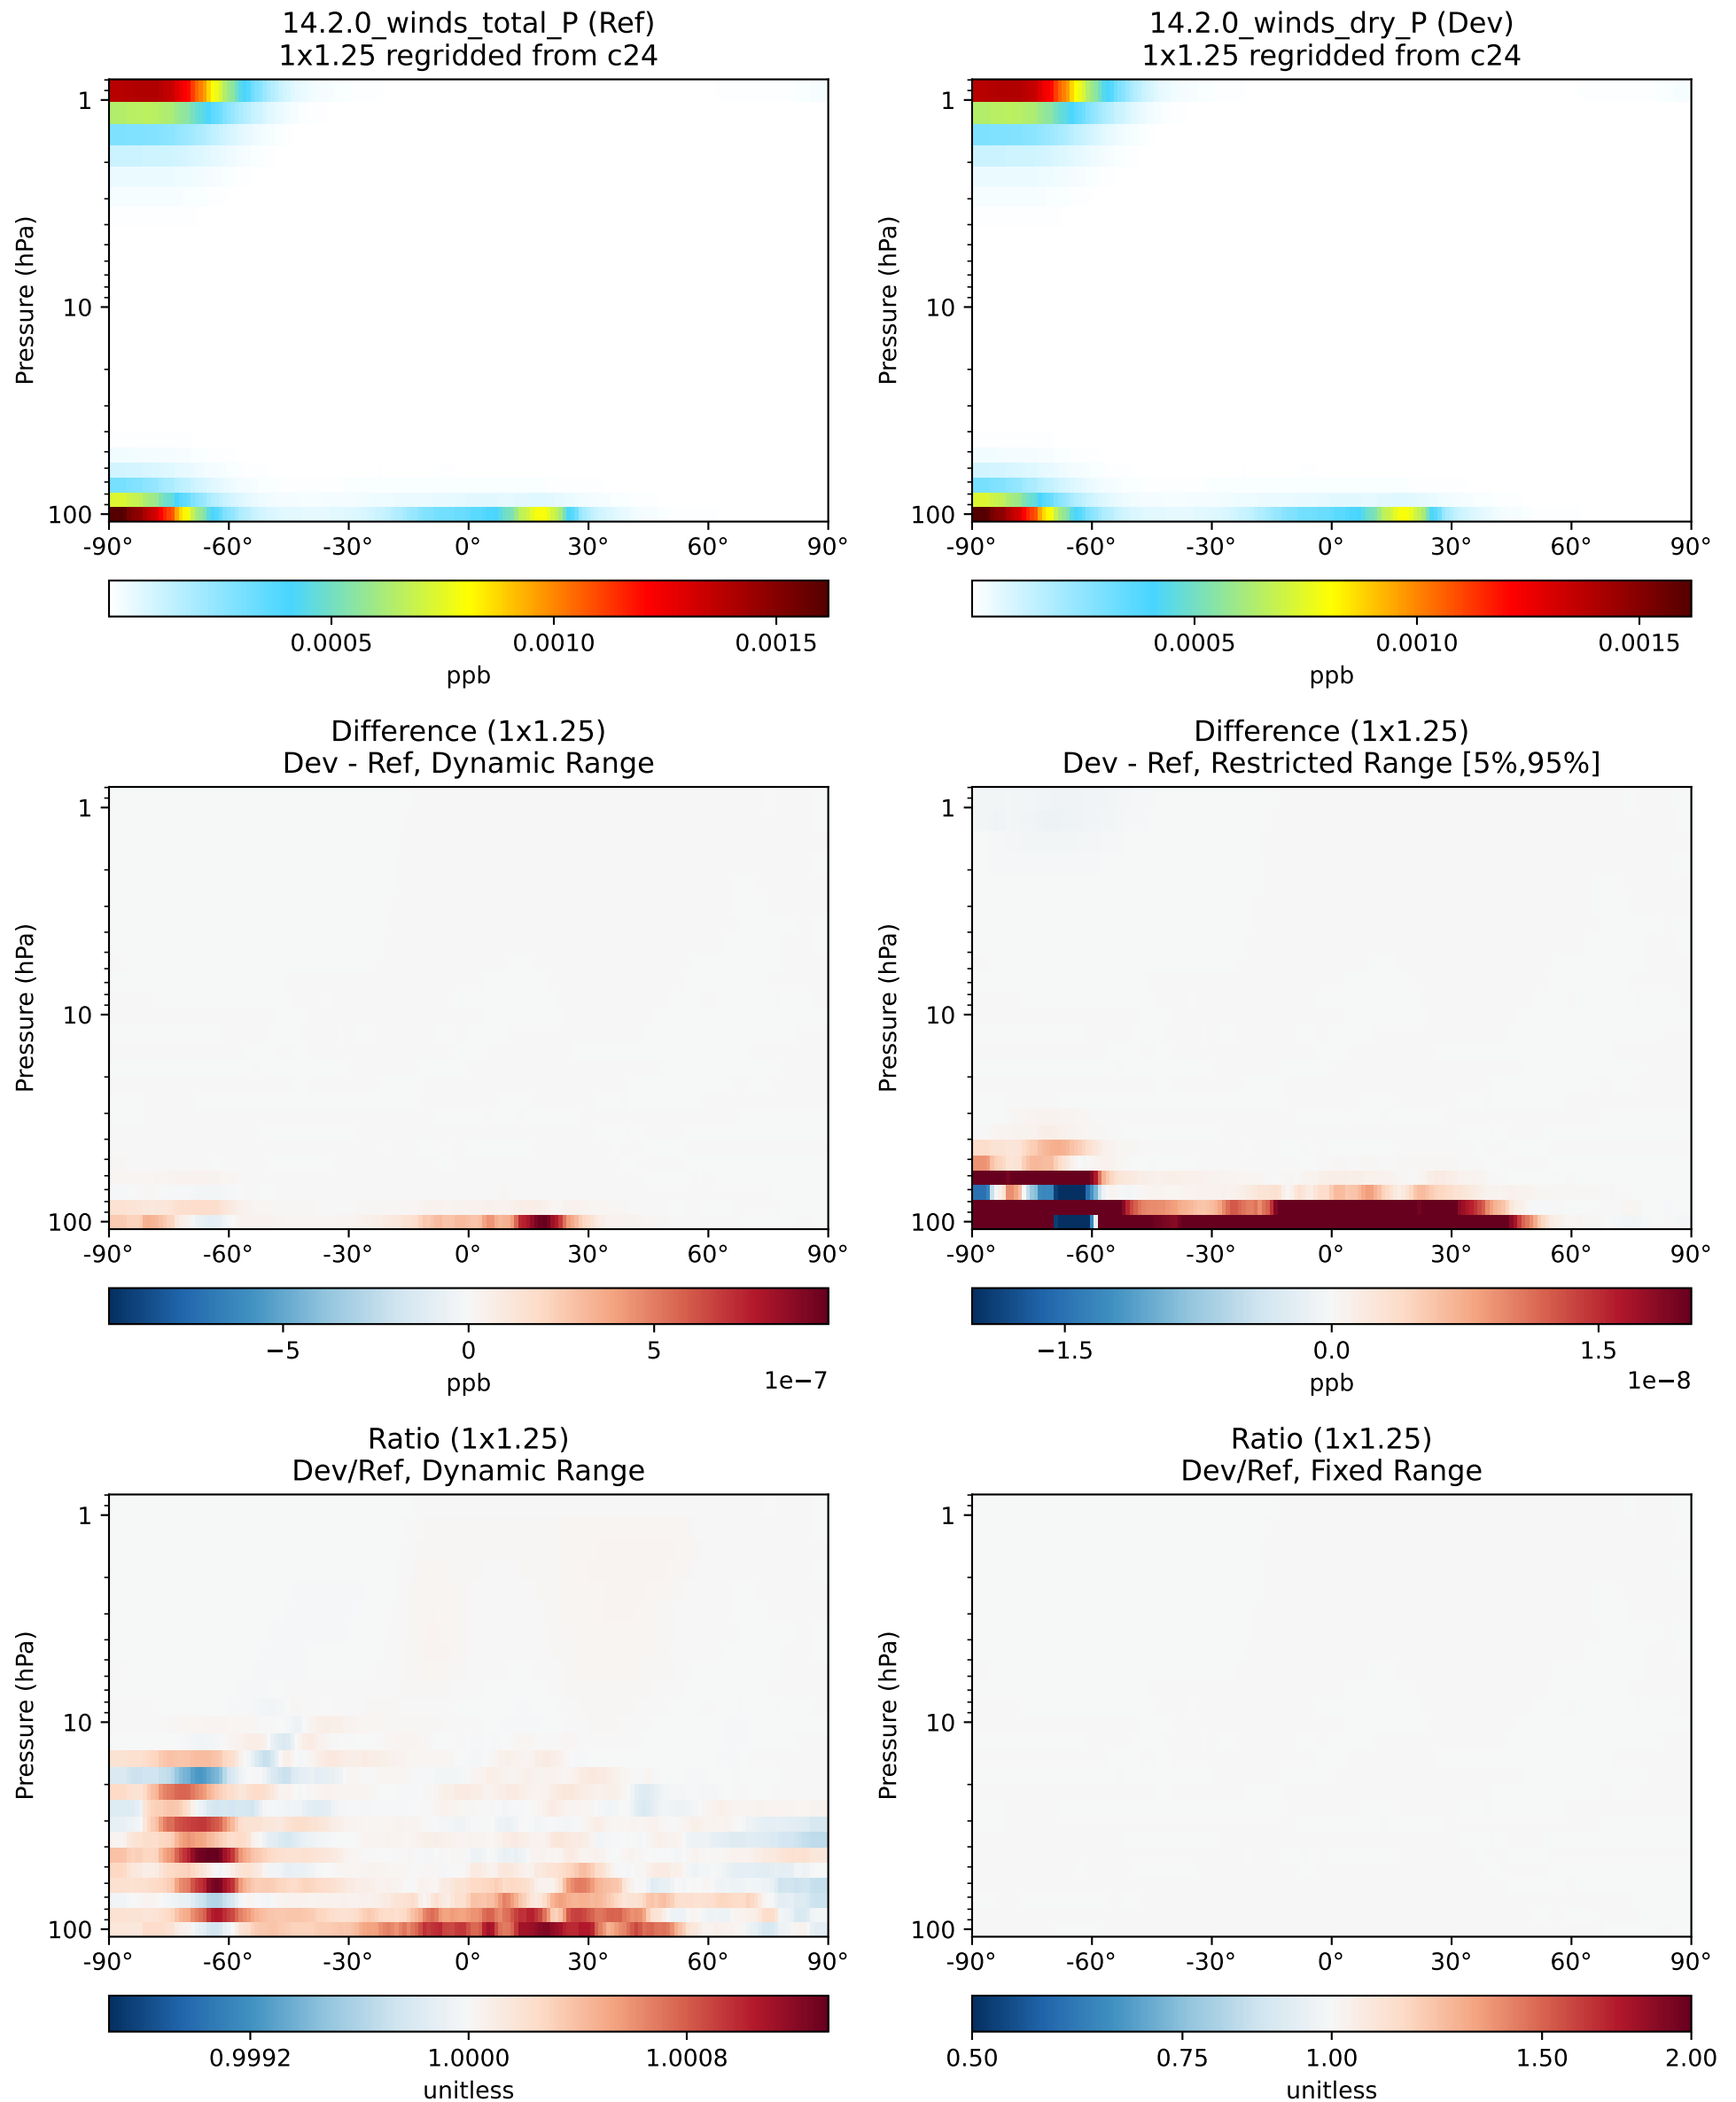 14.2.0_winds_total_P (Ref)
1x1.25 regridded from c24
Pressure (hPa)
1
10
100
-90° -60° -30° 0° 30° 60° 90°
0.0005 0.0010 0.0015
ppb
14.2.0_winds_dry_P (Dev)
1x1.25 regridded from c24
Pressure (hPa)
1
10
100
-90° -60° -30° 0° 30° 60° 90°
0.0005 0.0010 0.0015
ppb
Difference (1x1.25)
Dev - Ref, Dynamic Range
Pressure (hPa)
1
10
100
-90° -60° -30° 0° 30° 60° 90°
−5 0 5
ppb
1e−7
Difference (1x1.25)
Dev - Ref, Restricted Range [5%,95%]
Pressure (hPa)
1
10
100
-90° -60° -30° 0° 30° 60° 90°
−1.5 0.0 1.5
ppb
1e−8
Ratio (1x1.25)
Dev/Ref, Dynamic Range
Pressure (hPa)
1
10
100
-90° -60° -30° 0° 30° 60° 90°
0.9992 1.0000 1.0008
unitless
Ratio (1x1.25)
Dev/Ref, Fixed Range
Pressure (hPa)
1
10
100
-90° -60° -30° 0° 30° 60° 90°
0.50 0.75 1.00 1.50 2.00
unitless